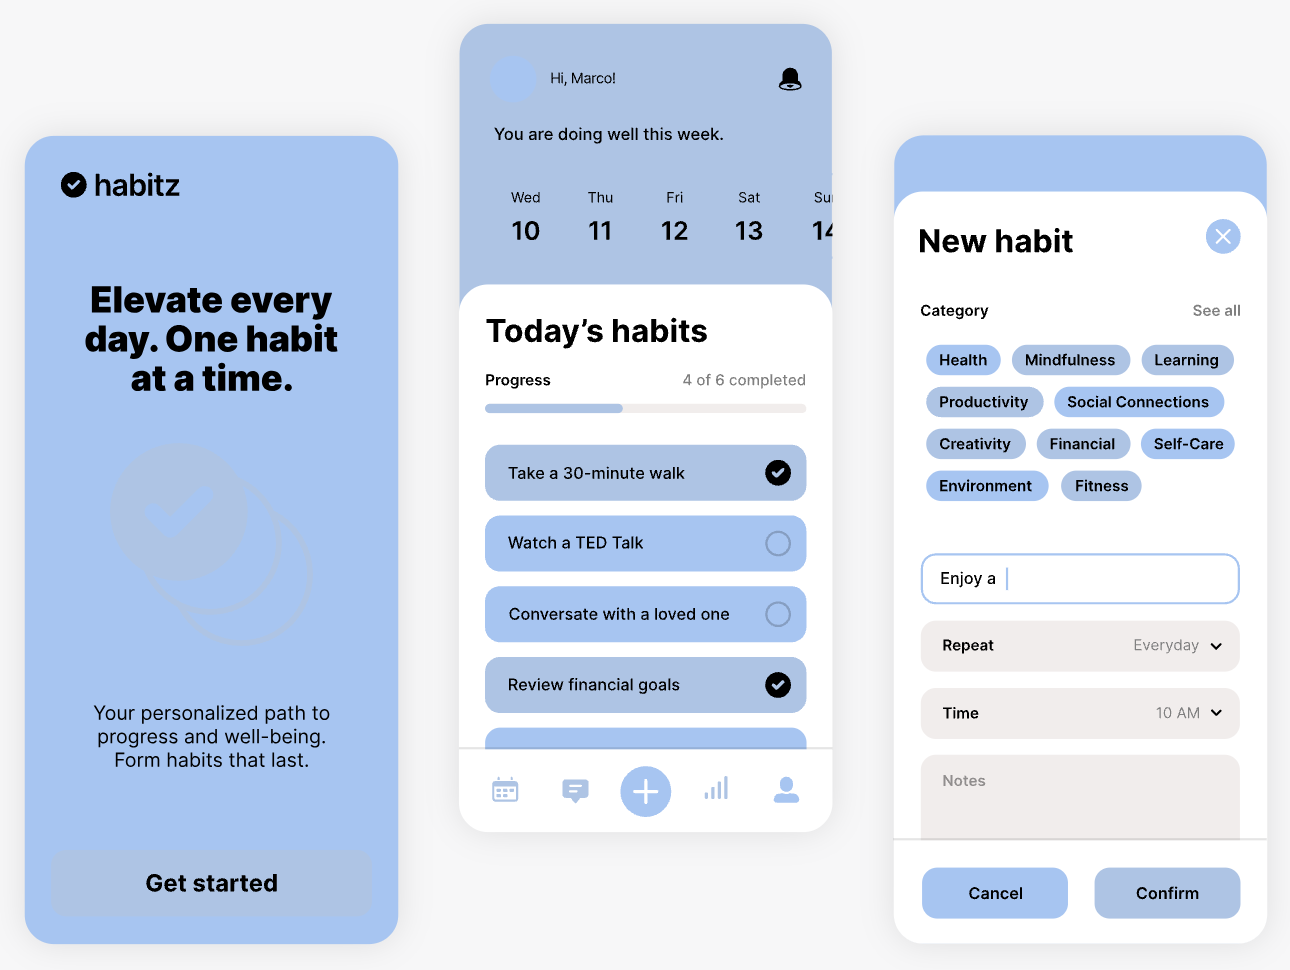 habitz
Elevate every
day. One habit
at a time.
Your personalized path to
progress and well-being.
Form habits that last.
Get started
Hi, Marco!
You are doing well this week.
Wed Thu Fri Sat Sun
10 11 12 13 14
Today's habits
Progress 4 of 6 completed
Take a 30-minute walk
Watch a TED Talk
Conversate with a loved one
Review financial goals
New habit
Category See all
Health Mindfulness Learning
Productivity Social Connections
Creativity Financial Self-Care
Environment Fitness
Enjoy a
Repeat Everyday
Time 10 AM
Notes
Cancel Confirm